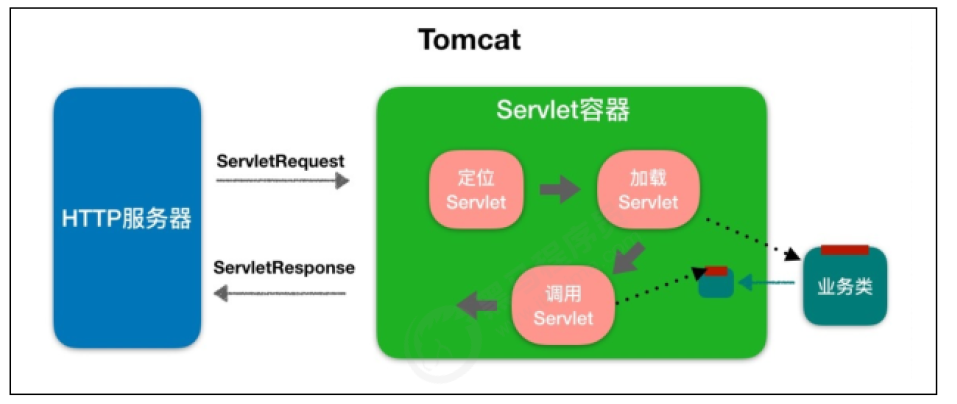 Tomcat
Servlet容器
ServletRequest
定位
Servlet
加载
Servlet
HTTP服务器
ServletResponse
调用
Servlet
业务类